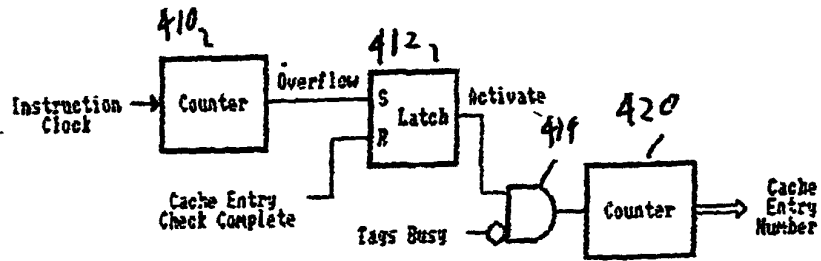 410
412
Overflow
Instruction
Clock
Counter
S
R
Latch
Activate
420
Cache Entry
Check Complete
Tags Busy
Counter
Cache
Entry
Number